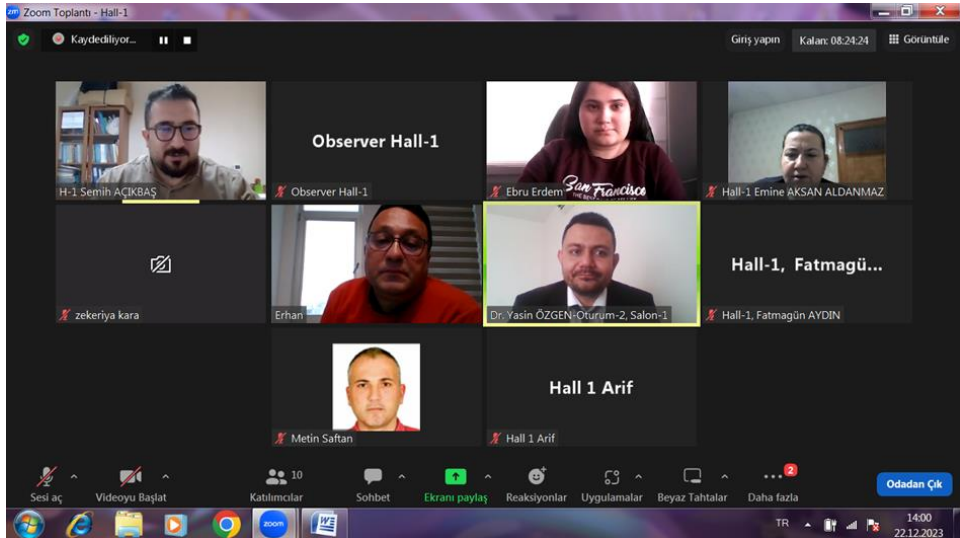 Zoom Toplantı - Hall-1
Kaydediliyor...
Giriş yapın
Kalan: 08:24:24
Görüntüle
H-1 Semih AÇIKBAŞ
Observer Hall-1
Observer Hall-1
San Francisco
Ebru Erdem
Hall-1 Emine AKSAN ALDANMAZ
zekeriya kara
Erhan
Dr. Yasin ÖZGEN-Oturum-2, Salon-1
Hall-1, Fatmagü...
Hall-1, Fatmagün AYDIN
Metin Saftan
Hall 1 Arif
Hall 1 Arif
Sesi aç
Videoyu Başlat
10
Katılımcılar
Sohbet
Ekranı paylaş
Reaksiyonlar
Uygulamalar
Beyaz Tahtalar
2
Daha fazla
Odadan Çık
zoom
TR
14:00
22.12.2023